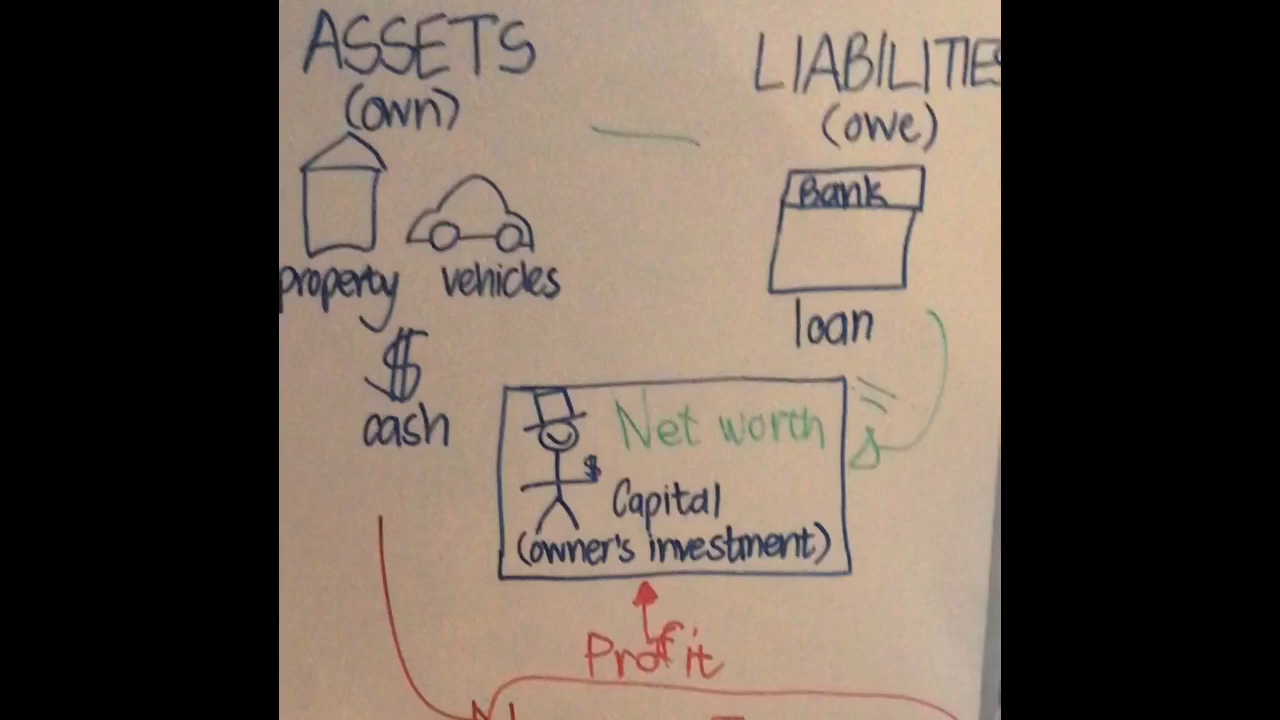 ASSETS
(own)
LIABILITIES
(owe)
Bank
property
vehicles
loan
$
cash
Net worth
$
Capital
(owner's investment)
Profit